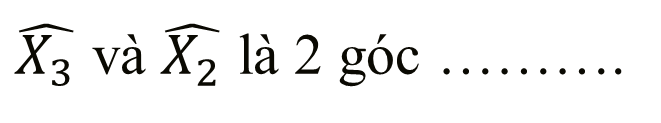 $\widehat{X_3}$ và $\widehat{X_2}$ là 2 góc ……….